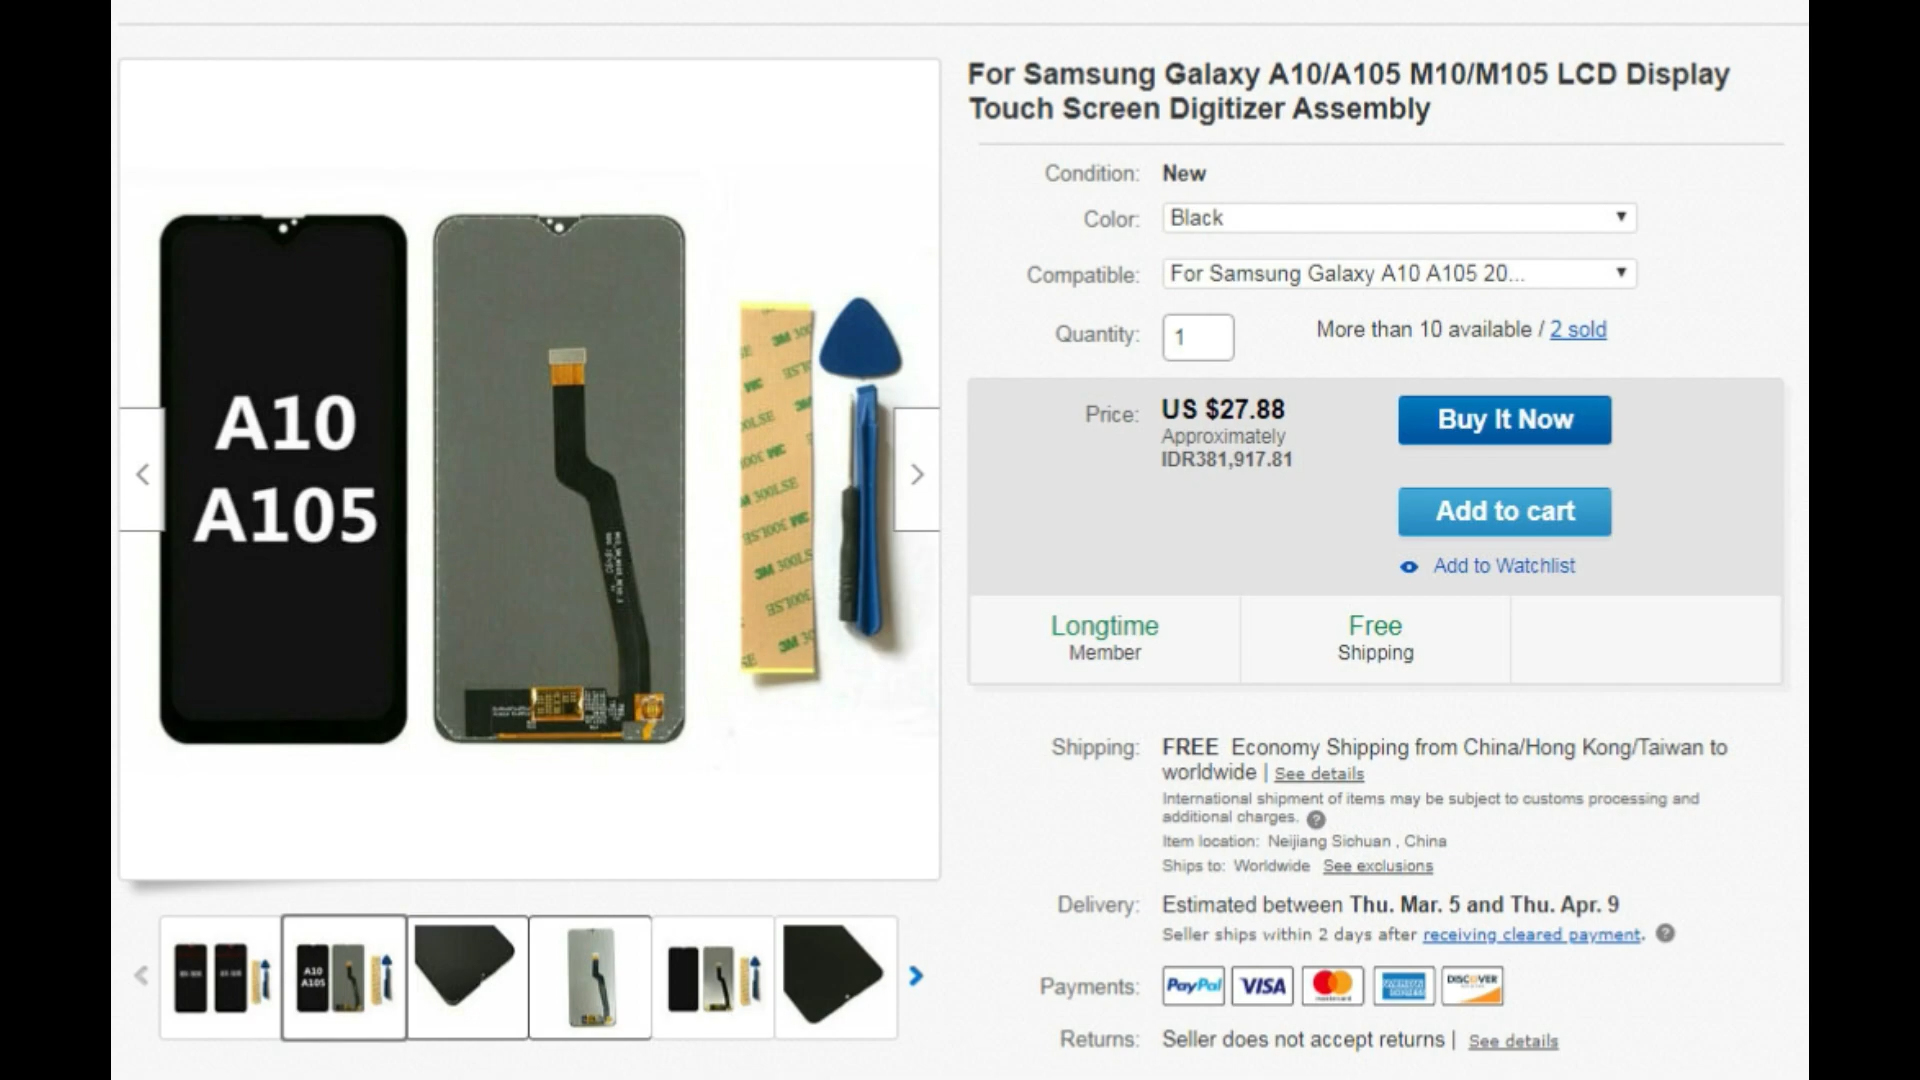 For Samsung Galaxy A10/A105 M10/M105 LCD Display
Touch Screen Digitizer Assembly
Condition: New
Color: Black
Compatible: For Samsung Galaxy A10 A105 20...
Quantity: 1 More than 10 available / 2 sold
Price: US $27.88 Buy It Now
Approximately
IDR381,917.81
Add to cart
Add to Watchlist
Longtime Free
Member Shipping
Shipping: FREE Economy Shipping from China/Hong Kong/Taiwan to
worldwide | See details
International shipment of items may be subject to customs processing and
additional charges. ?
Item location: Neijiang Sichuan , China
Ships to: Worldwide See exclusions
Delivery: Estimated between Thu. Mar. 5 and Thu. Apr. 9
Seller ships within 2 days after receiving cleared payment. ?
Payments: PayPal VISA mastercard DISCOVER
Returns: Seller does not accept returns | See details
A10
A105
3M 300LSE
A10
A105